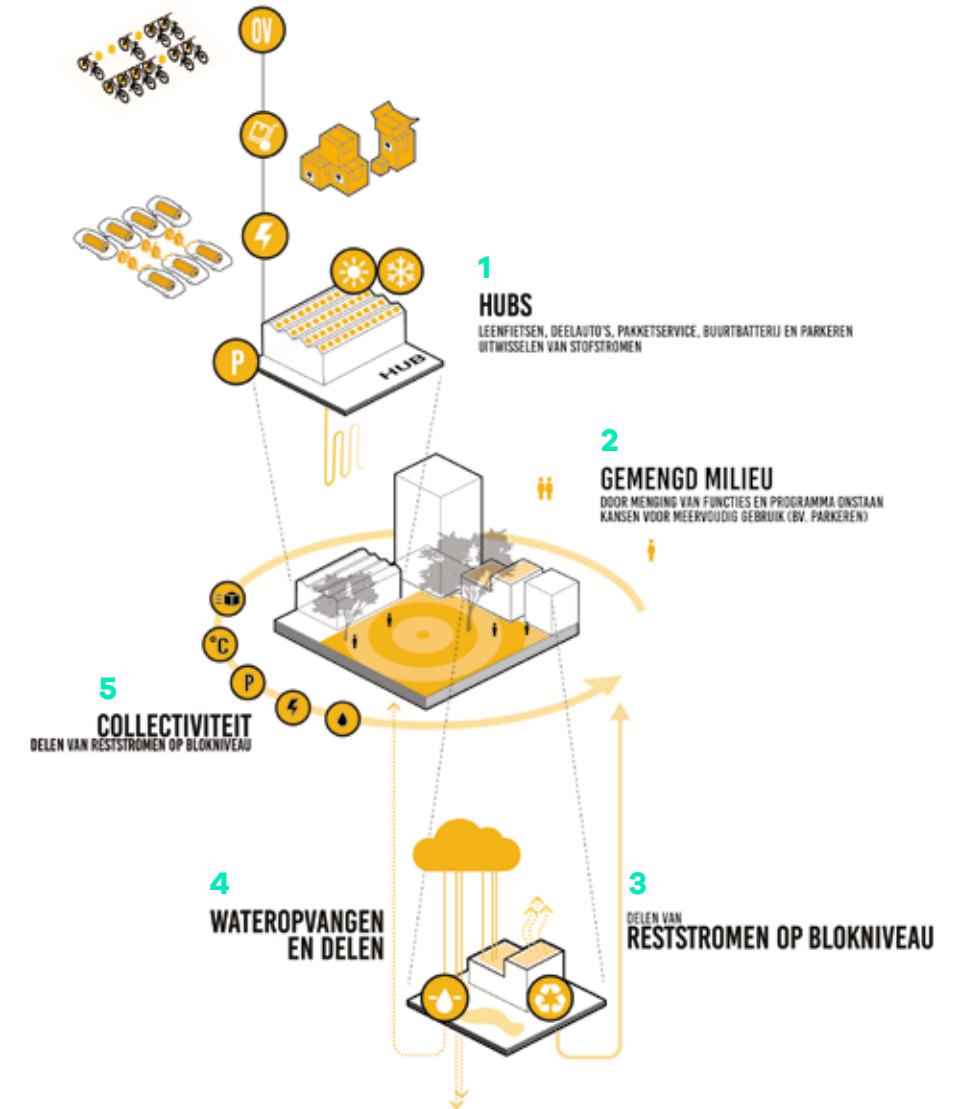 OV
1
HUBS
LEENFIETSEN, DEELAUTO'S, PAKKETSERVICE, BUURTBATTERIJ EN PARKEREN
UITWISSELEN VAN STOFSTROMEN
P
HUB
2
GEMENGD MILIEU
DOOR MENGING VAN FUNCTIES EN PROGRAMMA ONSTAAN
KANSEN VOOR MEERVOUDIG GEBRUIK (BV. PARKEREN)
°C
P
5
COLLECTIVITEIT
DELEN VAN RESTSTROMEN OP BLOKNIVEAU
4
WATEROPVANGEN
EN DELEN
3
DELEN VAN
RESTSTROMEN OP BLOKNIVEAU